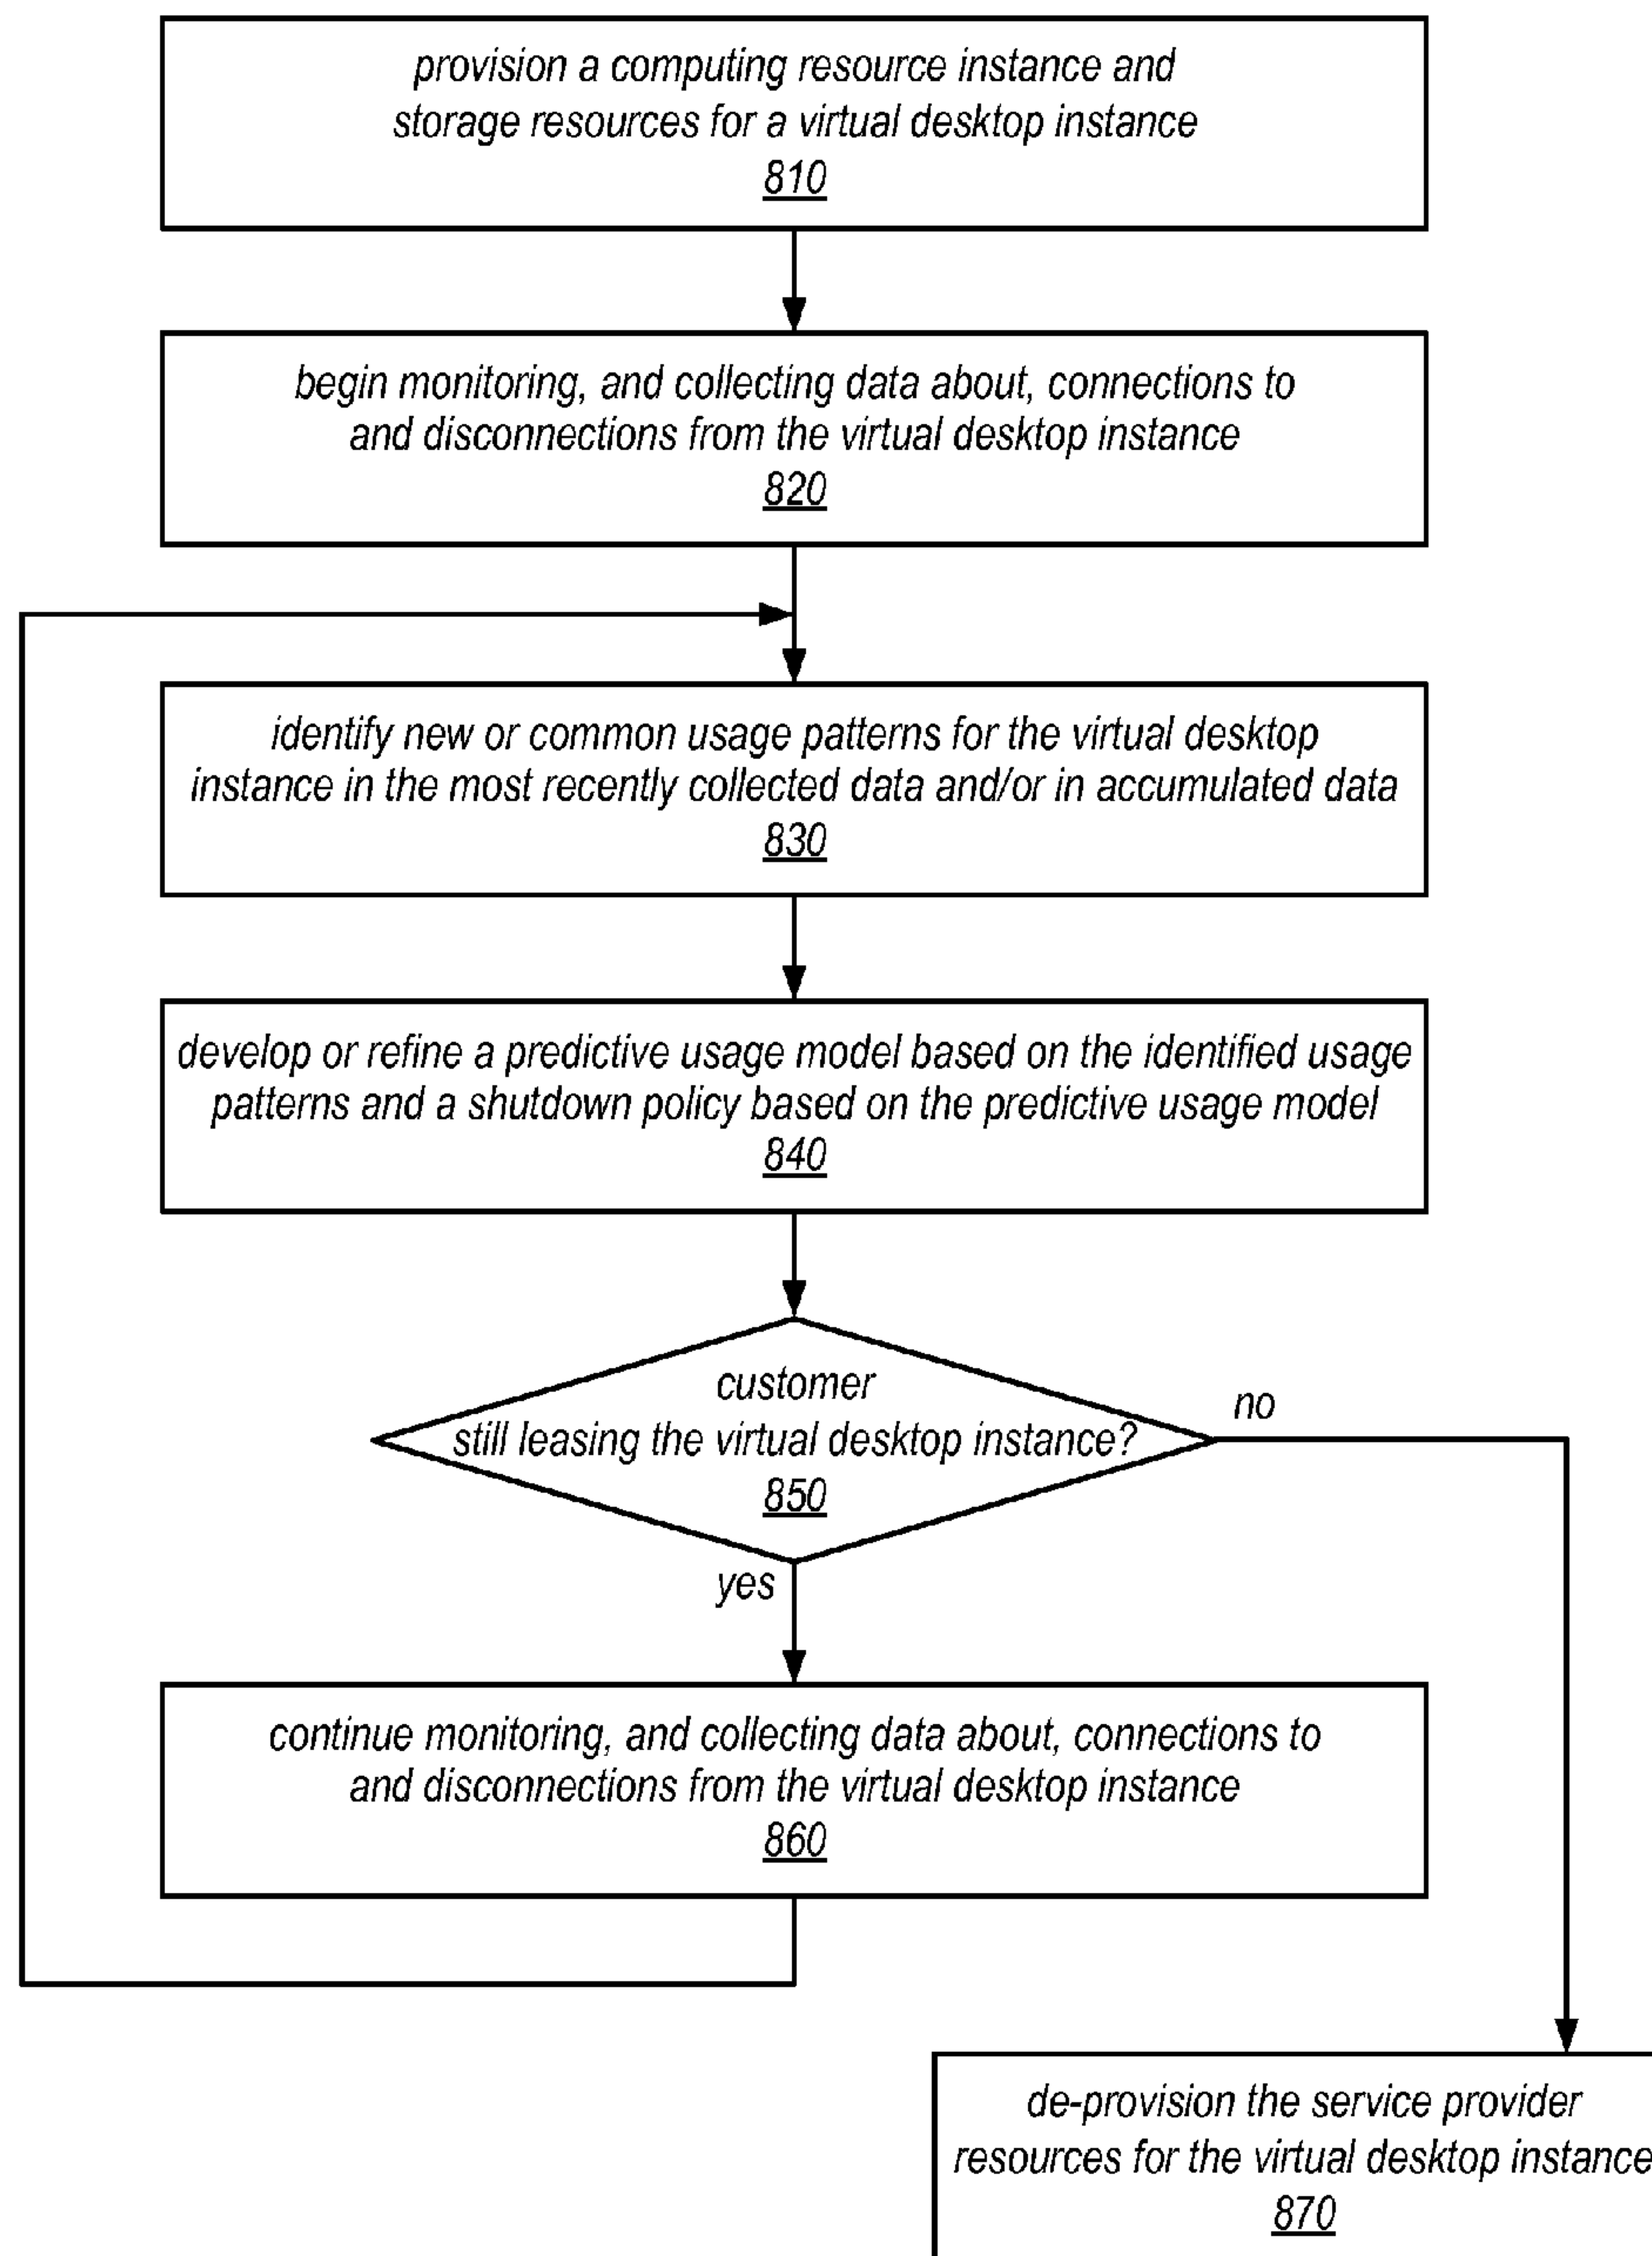 provision a computing resource instance and
storage resources for a virtual desktop instance
810
begin monitoring, and collecting data about, connections to
and disconnections from the virtual desktop instance
820
identify new or common usage patterns for the virtual desktop
instance in the most recently collected data and/or in accumulated data
830
develop or refine a predictive usage model based on the identified usage
patterns and a shutdown policy based on the predictive usage model
840
customer
still leasing the virtual desktop instance?
850
no
yes
continue monitoring, and collecting data about, connections to
and disconnections from the virtual desktop instance
860
de-provision the service provider
resources for the virtual desktop instance
870